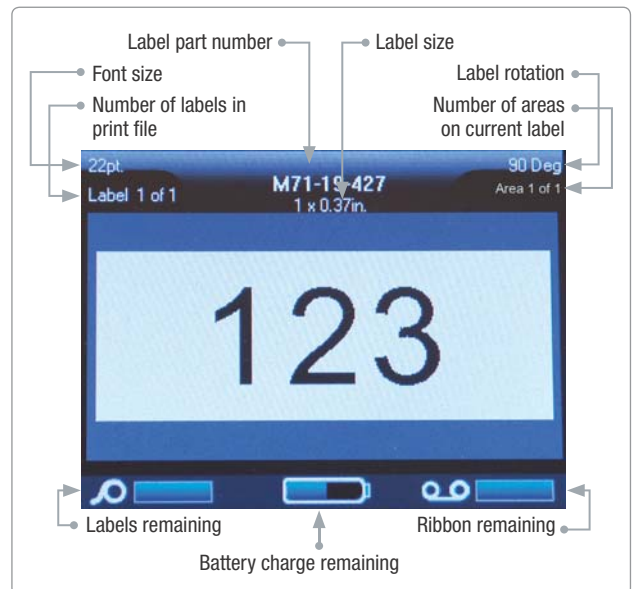 Label part number
Label size
Font size
Label rotation
Number of labels in
print file
Number of areas
on current label
22pt.
90 Deg
Label 1 of 1
M71-19-427
Area 1 of 1
1 x 0.37in.
123
Labels remaining
Ribbon remaining
Battery charge remaining